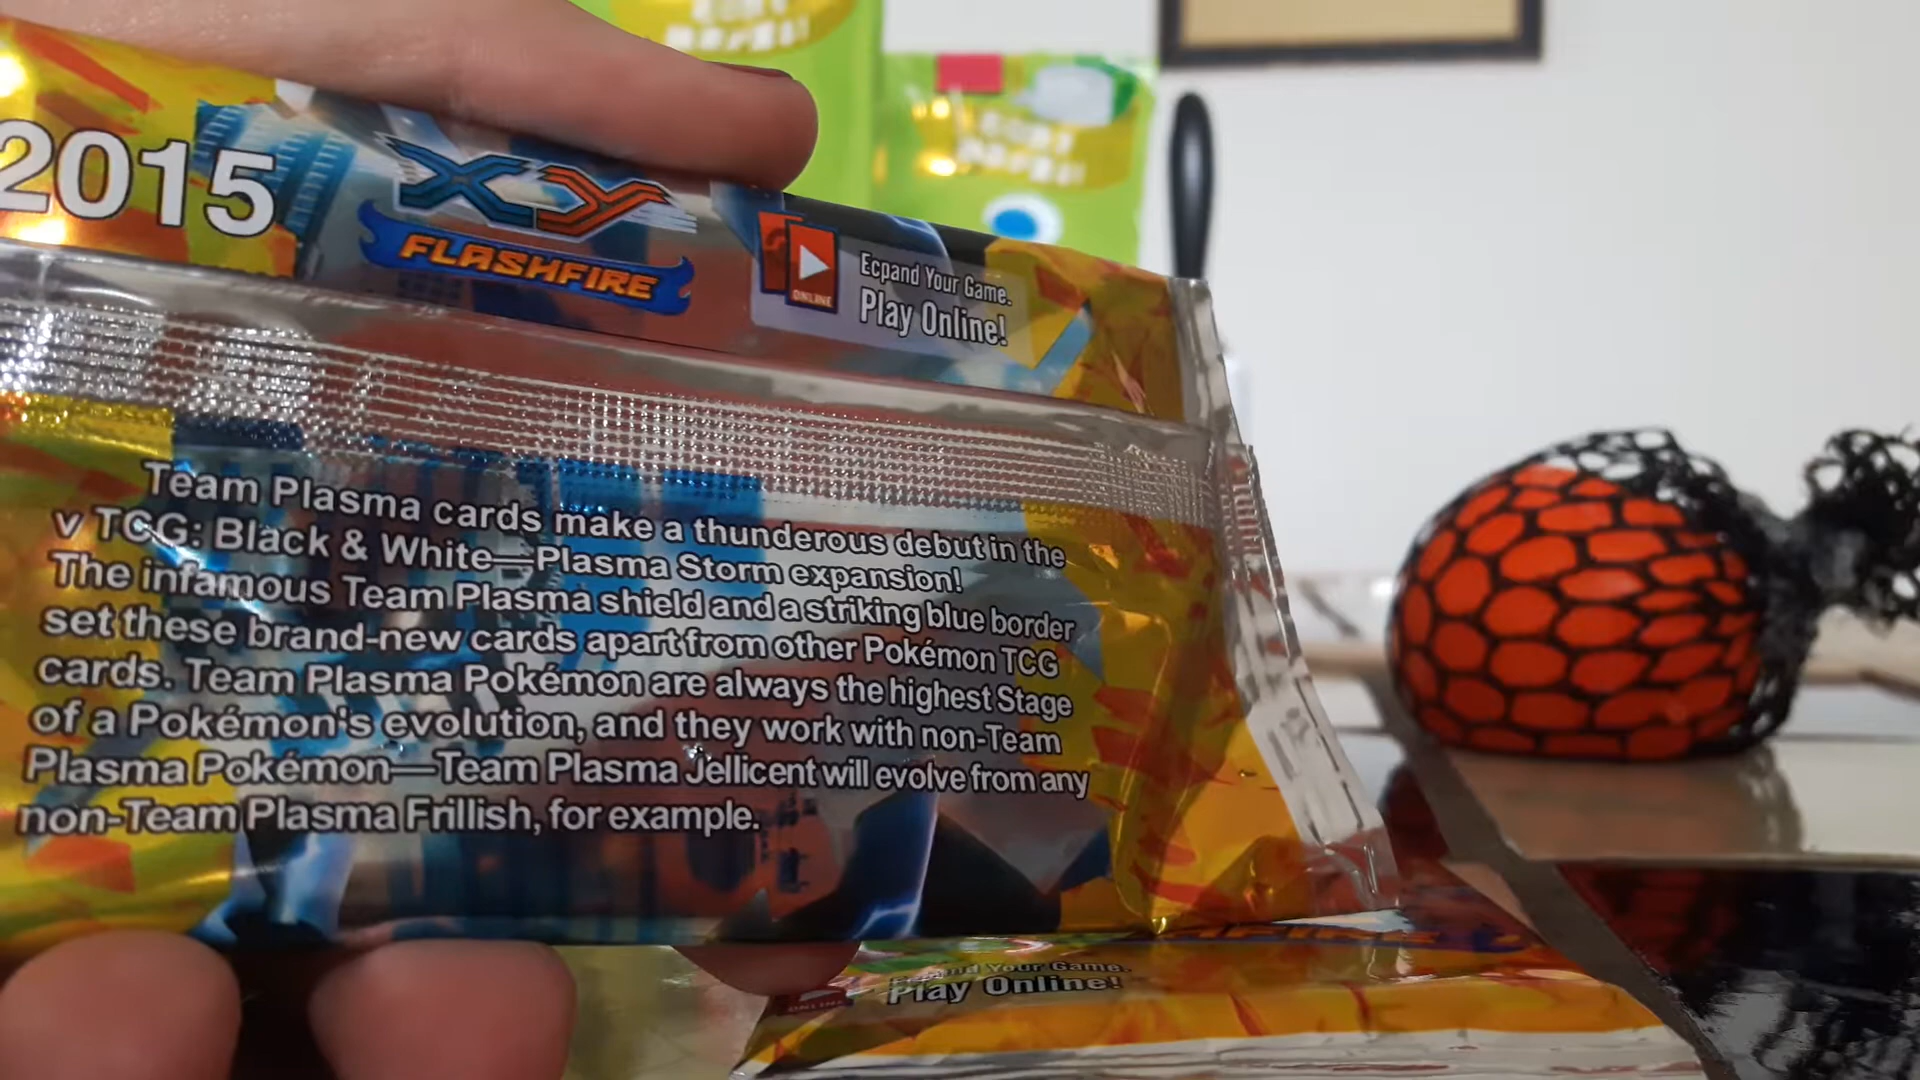 2015
XY
FLASHFIRE
ONLINE
Ecpand Your Game.
Play Online!
Team Plasma cards make a thunderous debut in the
v TCG: Black & White—Plasma Storm expansion!
The infamous Team Plasma shield and a striking blue border
set these brand-new cards apart from other Pokémon TCG
cards. Team Plasma Pokémon are always the highest Stage
of a Pokémon's evolution, and they work with non-Team
Plasma Pokémon—Team Plasma Jellicent will evolve from any
non-Team Plasma Frillish, for example.
ONLINE
Your Game.
Play Online!